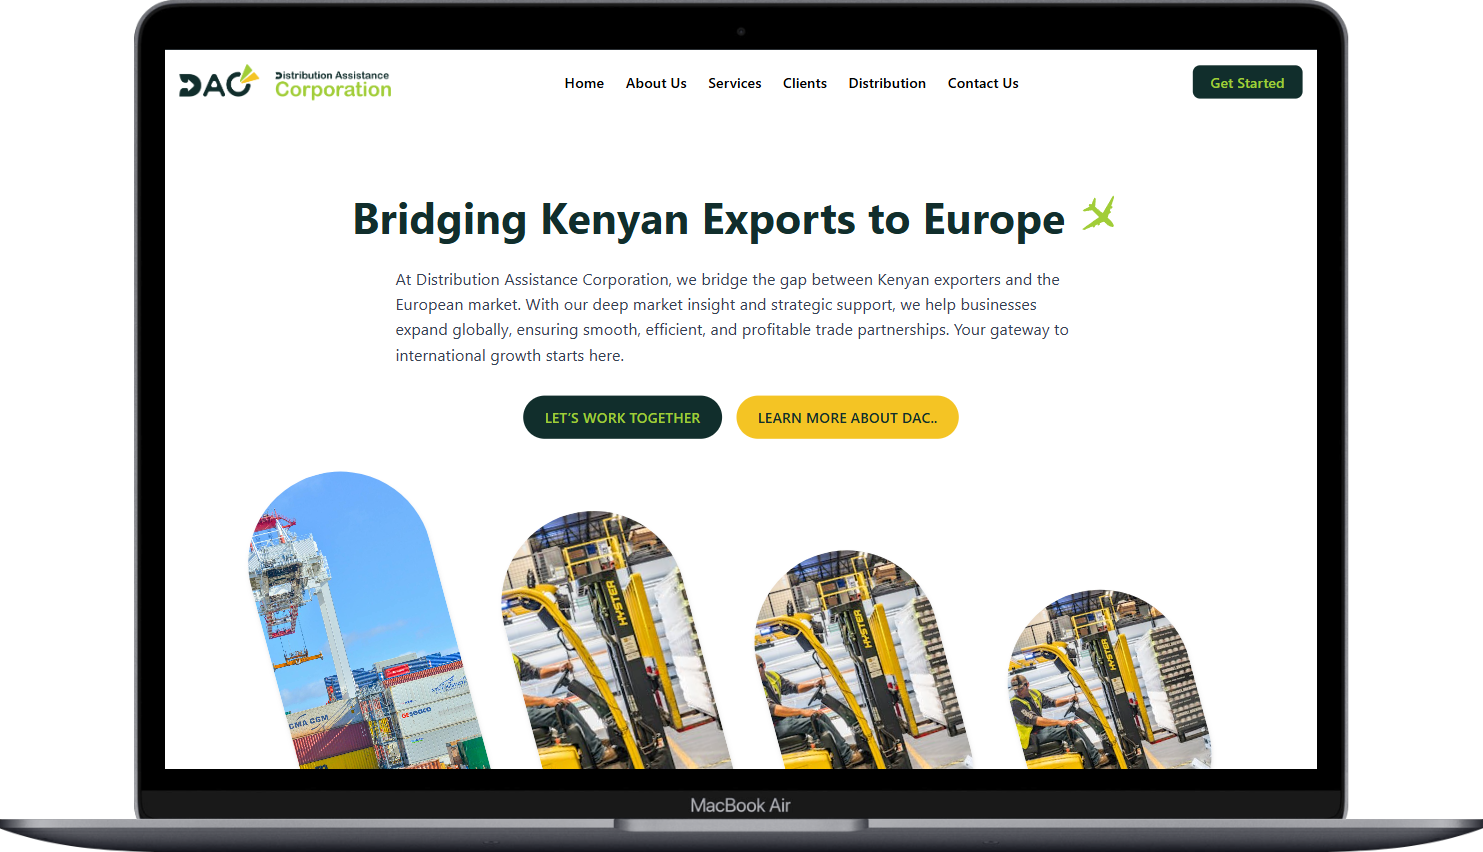 DAC
Distribution Assistance
Corporation
Home
About Us
Services
Clients
Distribution
Contact Us
Get Started
Bridging Kenyan Exports to Europe
At Distribution Assistance Corporation, we bridge the gap between Kenyan exporters and the
European market. With our deep market insight and strategic support, we help businesses
expand globally, ensuring smooth, efficient, and profitable trade partnerships. Your gateway to
international growth starts here.
LET'S WORK TOGETHER
LEARN MORE ABOUT DAC..
CMA CGM
seaco
HYSTER
HYSTER
HYSTER
MacBook Air